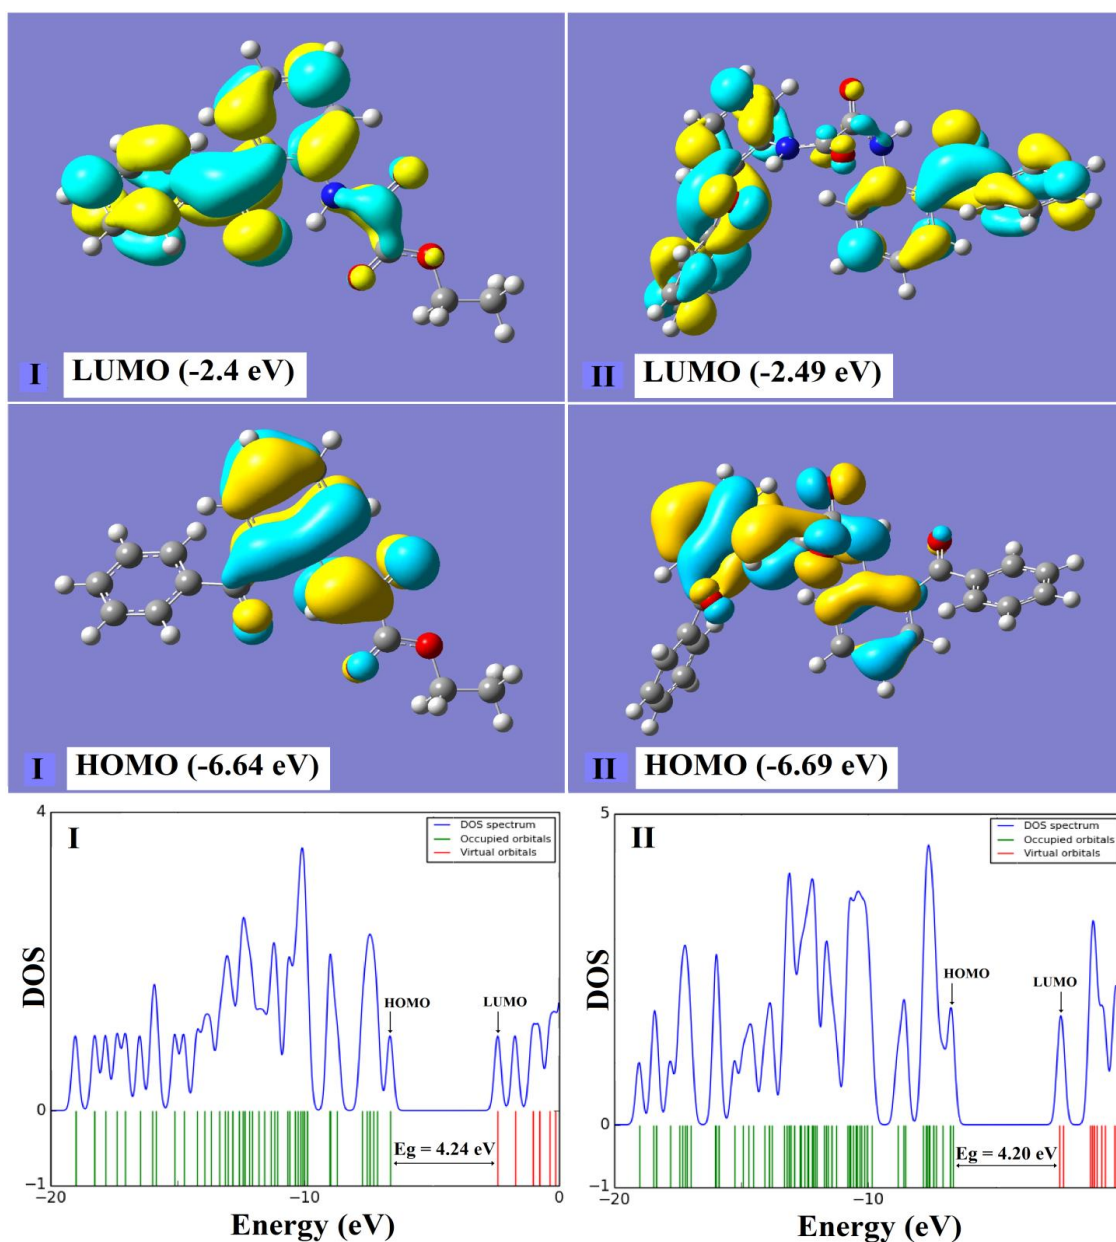 I LUMO (-2.4 eV)
II LUMO (-2.49 eV)
I HOMO (-6.64 eV)
II HOMO (-6.69 eV)
4
I
DOS spectrum
Occupied orbitals
Virtual orbitals
HOMO
LUMO
DOS
0
Eg = 4.24 eV
−1
−20
−10
0
Energy (eV)
5
II
DOS spectrum
Occupied orbitals
Virtual orbitals
HOMO
LUMO
DOS
0
Eg = 4.20 eV
−1
−20
−10
Energy (eV)